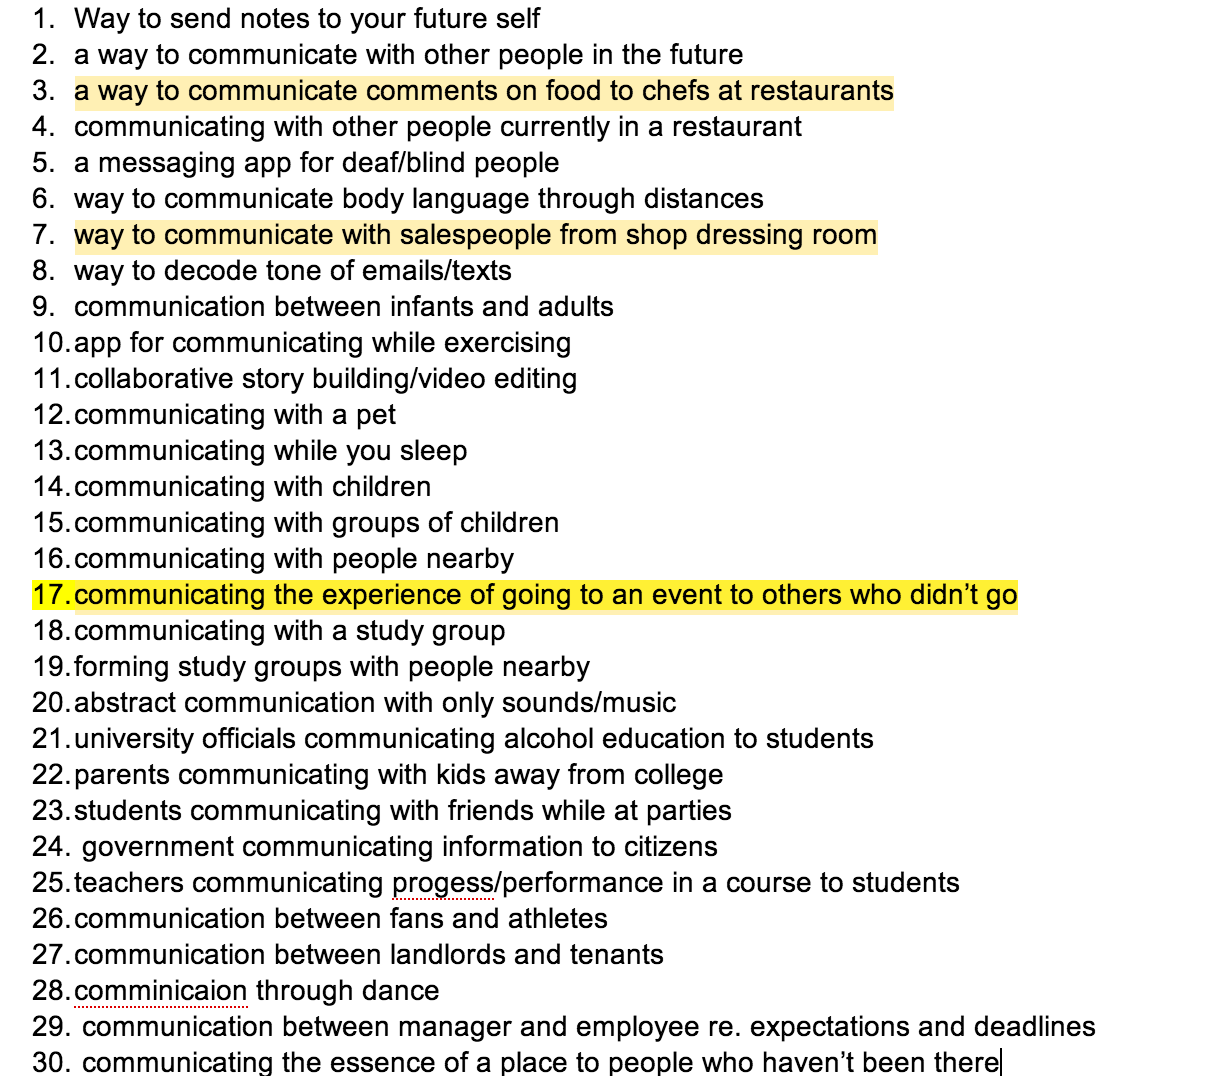 1. Way to send notes to your future self
2. a way to communicate with other people in the future
3. a way to communicate comments on food to chefs at restaurants
4. communicating with other people currently in a restaurant
5. a messaging app for deaf/blind people
6. way to communicate body language through distances
7. way to communicate with salespeople from shop dressing room
8. way to decode tone of emails/texts
9. communication between infants and adults
10. app for communicating while exercising
11. collaborative story building/video editing
12. communicating with a pet
13. communicating while you sleep
14. communicating with children
15. communicating with groups of children
16. communicating with people nearby
17. communicating the experience of going to an event to others who didn’t go
18. communicating with a study group
19. forming study groups with people nearby
20. abstract communication with only sounds/music
21. university officials communicating alcohol education to students
22. parents communicating with kids away from college
23. students communicating with friends while at parties
24. government communicating information to citizens
25. teachers communicating progess/performance in a course to students
26. communication between fans and athletes
27. communication between landlords and tenants
28. comminicaion through dance
29. communication between manager and employee re. expectations and deadlines
30. communicating the essence of a place to people who haven’t been there